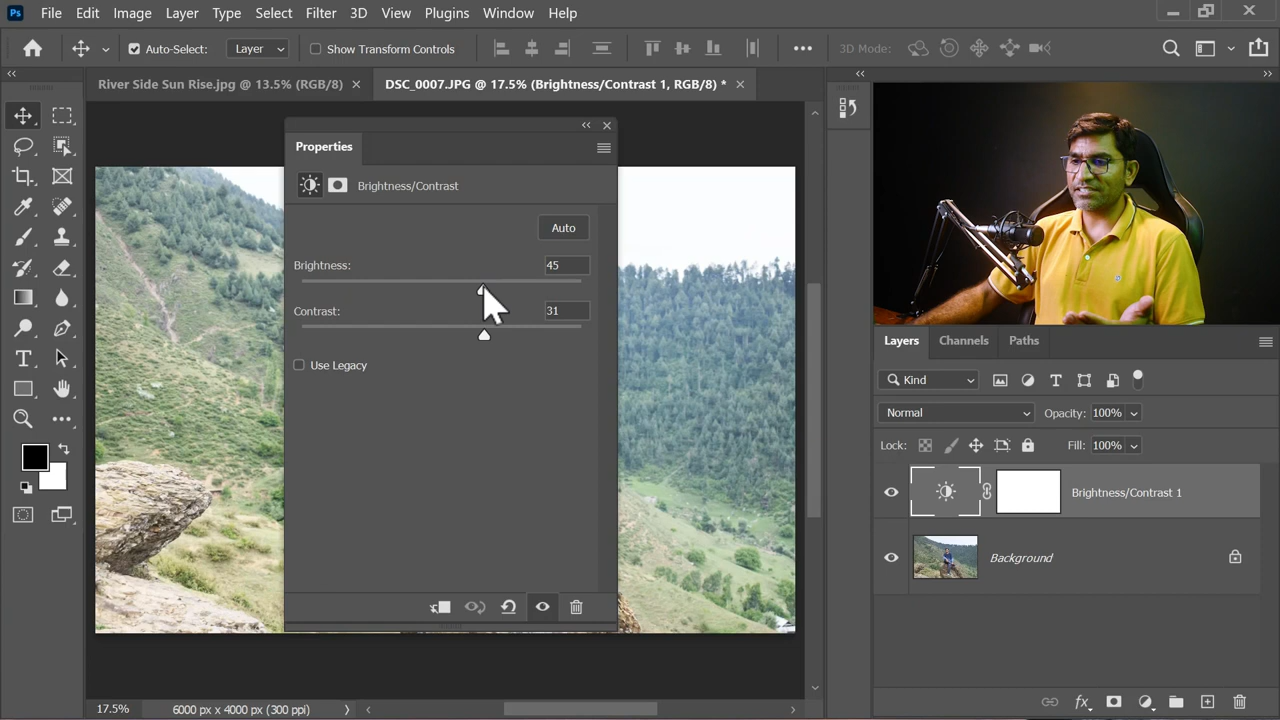 Ps File Edit Image Layer Type Select Filter 3D View Plugins Window Help
Auto-Select: Layer Show Transform Controls 3D Mode:
River Side Sun Rise.jpg @ 13.5% (RGB/8) DSC_0007.JPG @ 17.5% (Brightness/Contrast 1, RGB/8) *
Properties
Brightness/Contrast
Auto
Brightness: 45
Contrast: 31
Use Legacy
Layers Channels Paths
Kind
Normal Opacity: 100%
Lock: Fill: 100%
Brightness/Contrast 1
Background
17.5% 6000 px x 4000 px (300 ppi)